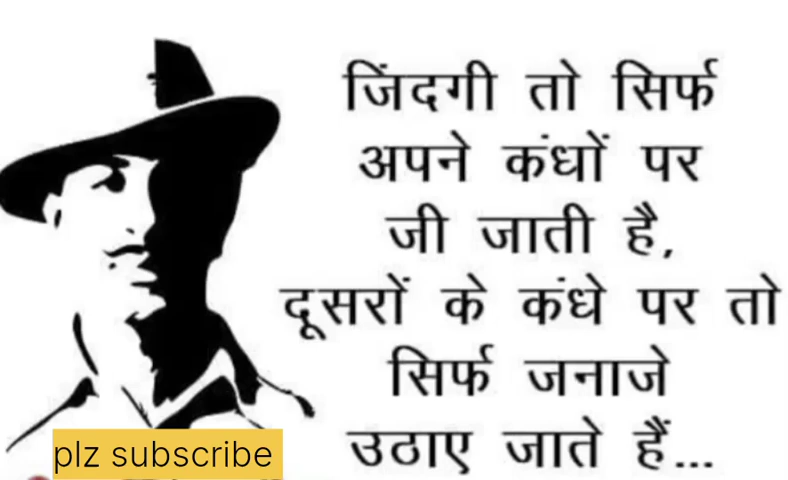 जिंदगी तो सिर्फ
अपने कंधों पर
जी जाती है,
दूसरों के कंधे पर तो
सिर्फ जनाजे
उठाए जाते हैं...
plz subscribe